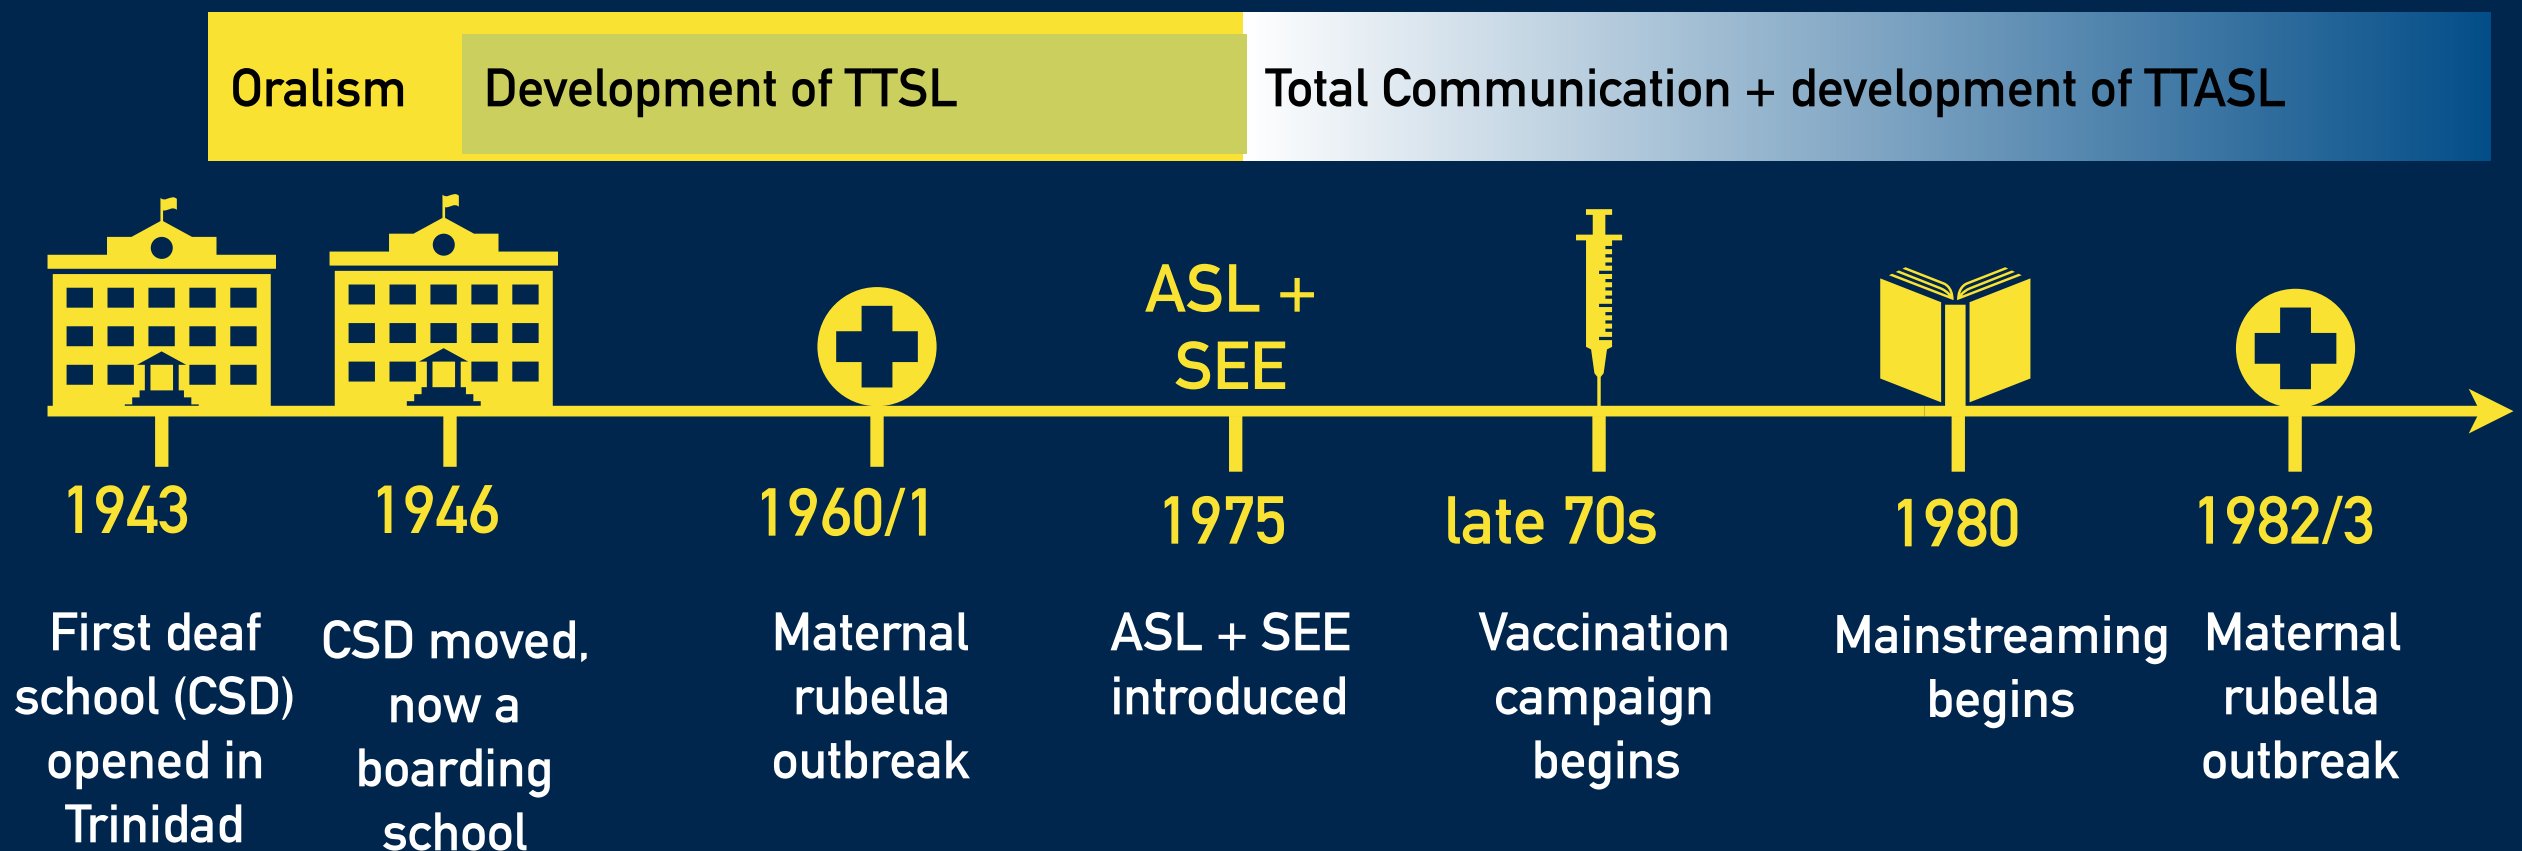 Oralism
Development of TTSL
Total Communication + development of TTASL
ASL +
SEE
1943
1946
1960/1
1975
late 70s
1980
1982/3
First deaf
school (CSD)
opened in
Trinidad
CSD moved,
now a
boarding
school
Maternal
rubella
outbreak
ASL + SEE
introduced
Vaccination
campaign
begins
Mainstreaming
begins
Maternal
rubella
outbreak